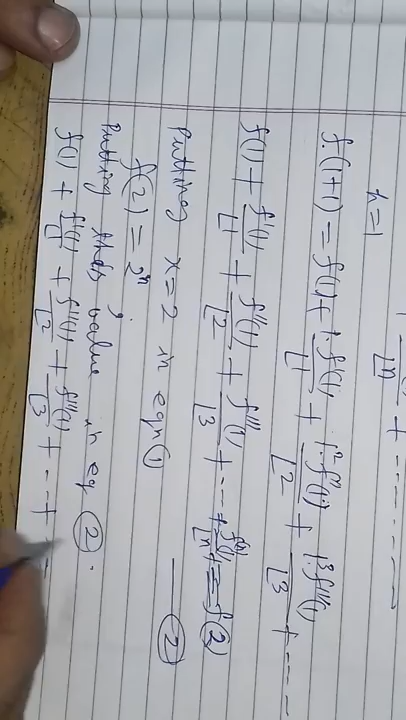 + ⌊n + - - - - - -
h=1
f(1+1) = f(1) + 1·f'(1)/⌊1 + 1²·f''(1)/⌊2 + 1³f'''(1)/⌊3 + - - -
f(1) + f'(1)/⌊1 + f''(1)/⌊2 + f'''(1)/⌊3 + - - - + fⁿ(1)/⌊n = f(2) — ②
Putting x=2 in eqn ①
f(2) = 2ⁿ
Putting this value in eq ②.
f(1) + f'(1)/⌊1 + f''(1)/⌊2 + f'''(1)/⌊3 + - - +